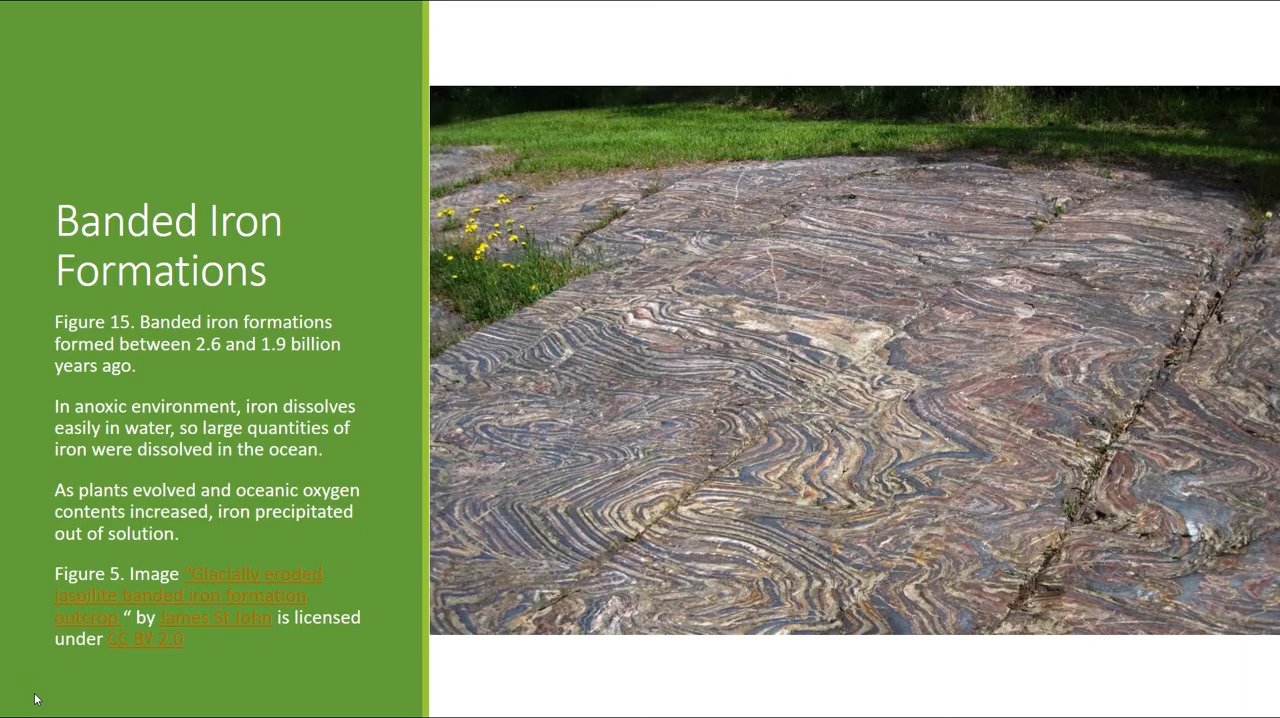 Banded Iron
Formations
Figure 15. Banded iron formations
formed between 2.6 and 1.9 billion
years ago.
In anoxic environment, iron dissolves
easily in water, so large quantities of
iron were dissolved in the ocean.
As plants evolved and oceanic oxygen
contents increased, iron precipitated
out of solution.
Figure 5. Image "Glacially eroded
jaspilite banded iron formation
outcrop “ by James St John is licensed
under CC BY 2.0